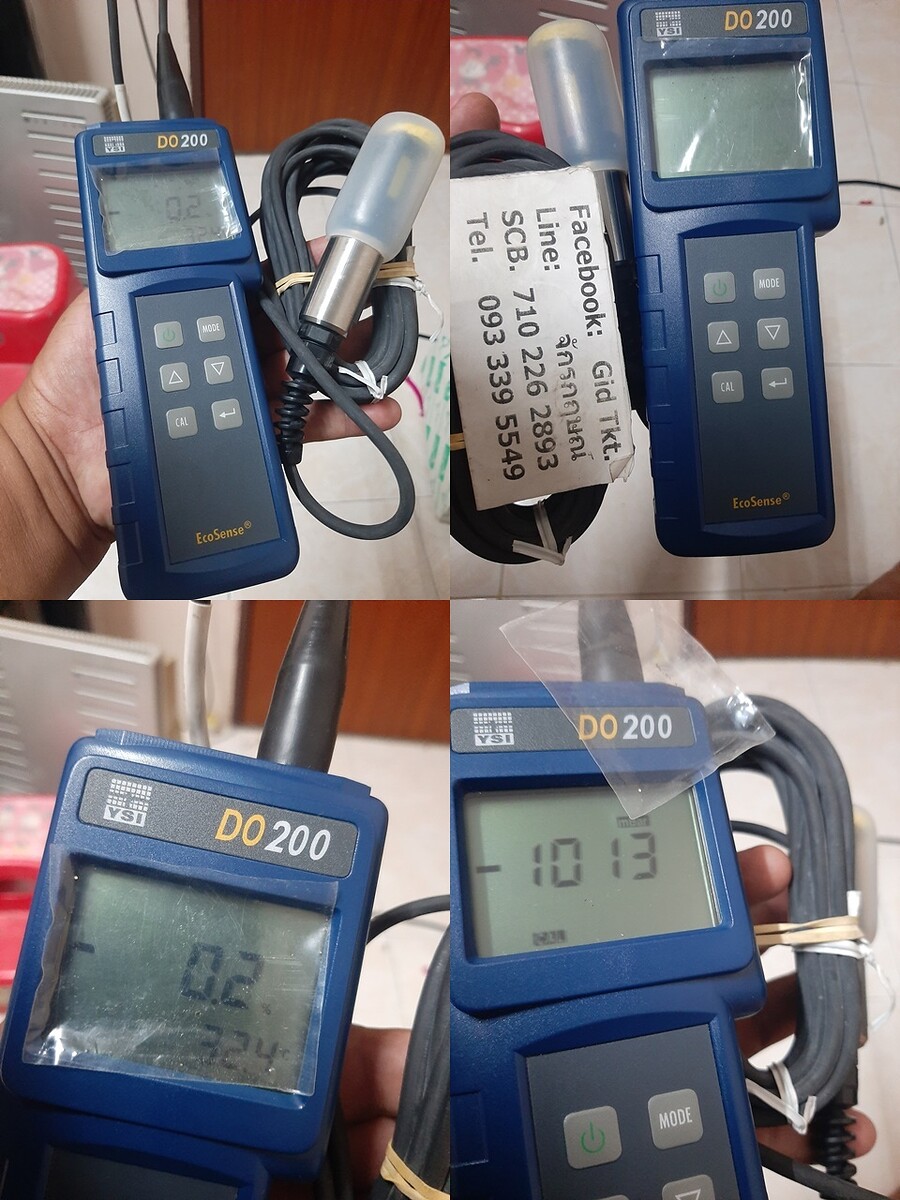 YSI
DO200
0.2
MODE
CAL
EcoSense®
YSI
DO200
Facebook: Gid Tkt.
Line: จักรกฤษณ์
SCB. 710 226 2893
Tel. 093 339 5549
MODE
CAL
EcoSense®
YSI
DO200
0.2
32.4
YSI
DO200
1013
MODE